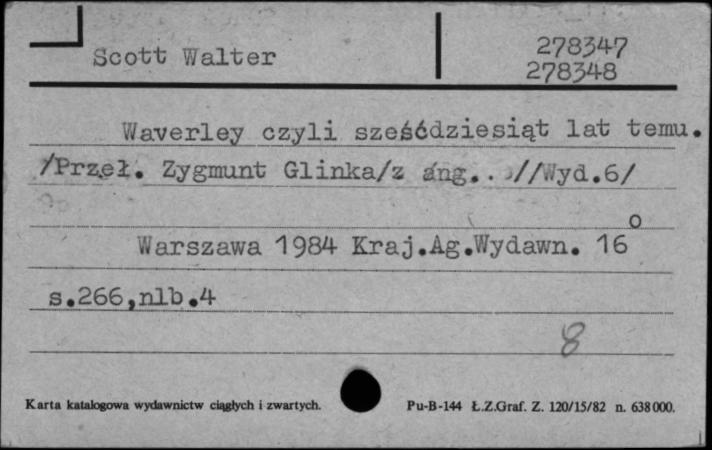 Scott Walter
278347
278348
Waverley czyli sześćdziesiąt lat temu.
/Przeł. Zygmunt Glinka/z ang.. //Wyd.6/
Warszawa 1984 Kraj.Ag.Wydawn. 16°
s.266,nlb.4
8
Karta katalogowa wydawnictw ciągłych i zwartych.
Pu-B-144 Ł.Z.Graf. Z. 120/15/82 n. 638000.